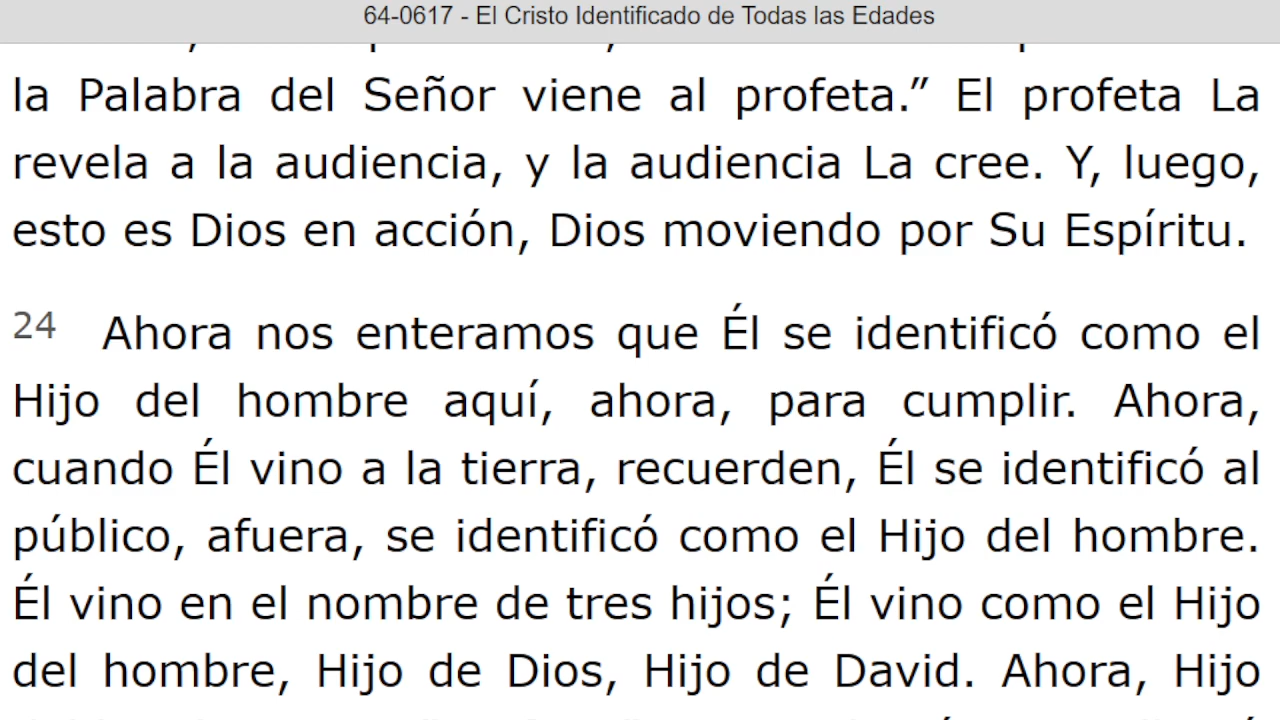 64-0617 - El Cristo Identificado de Todas las Edades
la Palabra del Señor viene al profeta.” El profeta La
revela a la audiencia, y la audiencia La cree. Y, luego,
esto es Dios en acción, Dios moviendo por Su Espíritu.
24 Ahora nos enteramos que Él se identificó como el
Hijo del hombre aquí, ahora, para cumplir. Ahora,
cuando Él vino a la tierra, recuerden, Él se identificó al
público, afuera, se identificó como el Hijo del hombre.
Él vino en el nombre de tres hijos; Él vino como el Hijo
del hombre, Hijo de Dios, Hijo de David. Ahora, Hijo